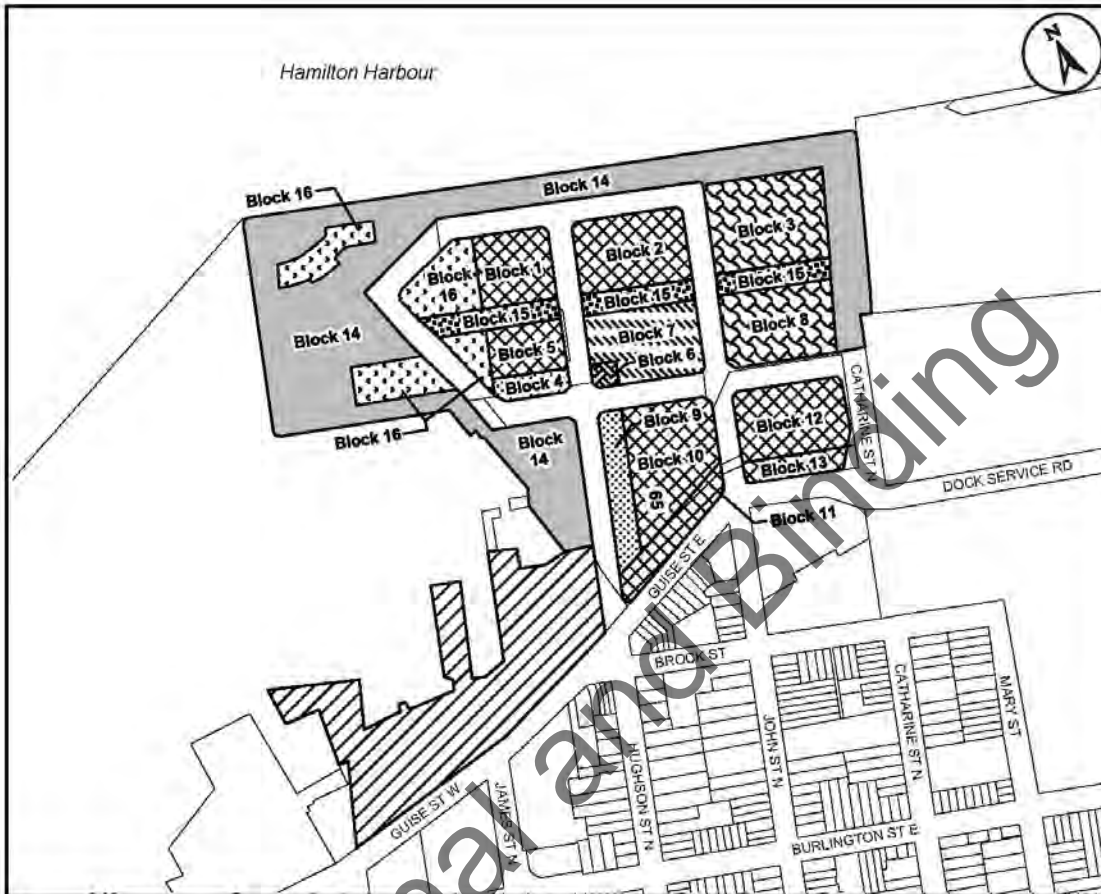 N
Hamilton Harbour
Block 14
Block 16
Block 3
Block 2
Block
16
Block 1
Block 15
Block 15
Block 15
Block 7
Block 8
Block 14
Block 5
Block 6
Block 4
Block 9
Block 12
Block 16
Block
14
Block 10
Block 13
CATHARINE ST N
65
DOCK SERVICE RD
Block 11
GUISE ST E
BROCK ST
CATHARINE ST N
MARY ST
JOHN ST N
HUGHSON ST N
JAMES ST N
GUISE ST W
BURLINGTON ST E
and Binding